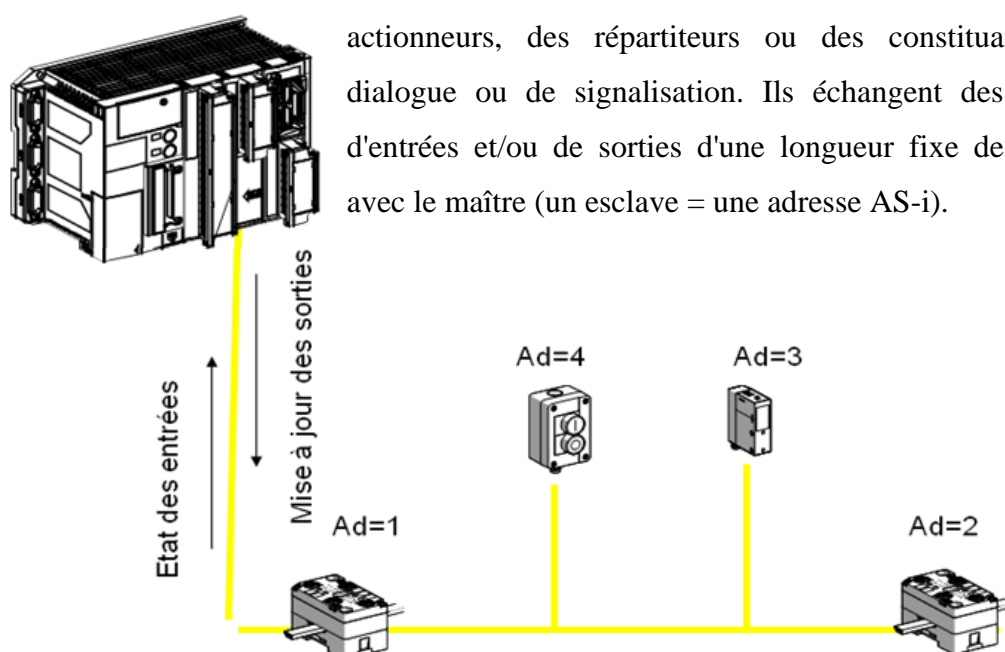 actionneurs, des répartiteurs ou des constitua
dialogue ou de signalisation. Ils échangent des
d'entrées et/ou de sorties d'une longueur fixe de
avec le maître (un esclave = une adresse AS-i).
Etat des entrées
Mise à jour des sorties
Ad=4
Ad=3
Ad=1
Ad=2